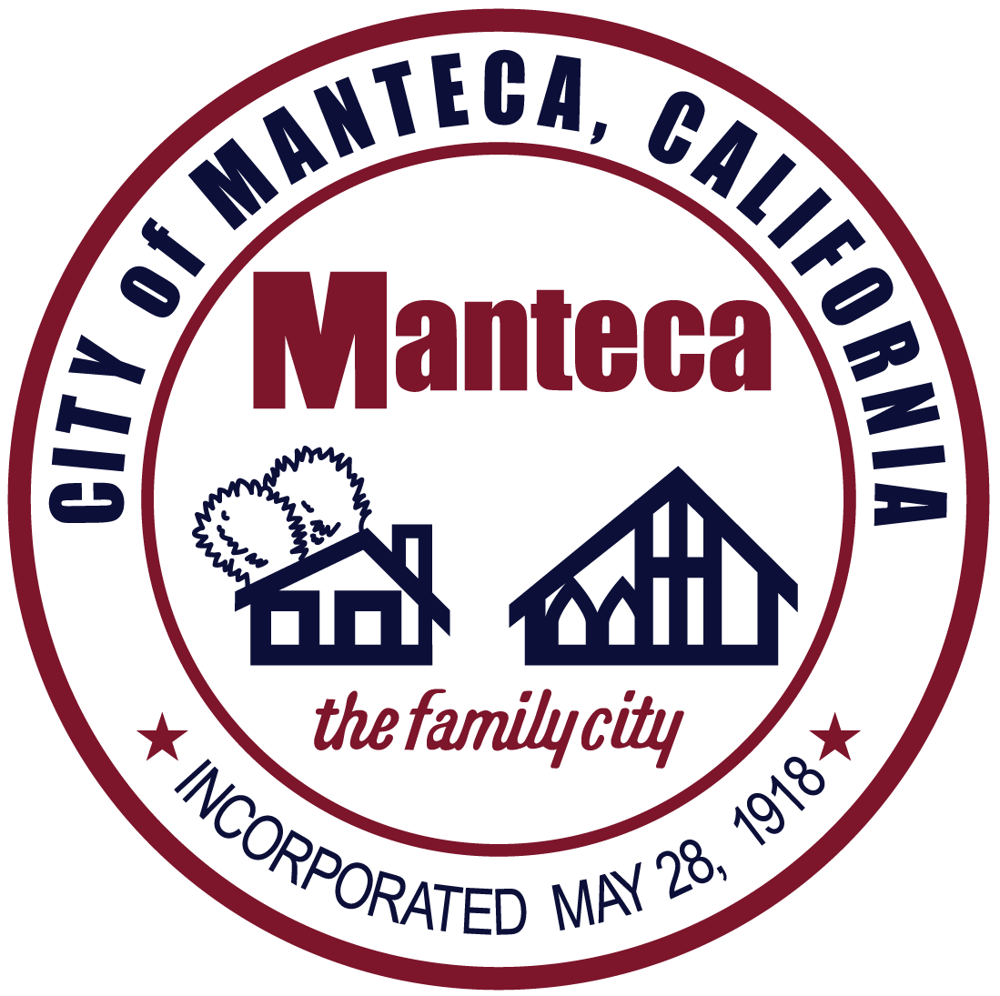 CITY of MANTECA, CALIFORNIA
Manteca
the family city
INCORPORATED MAY 28, 1918